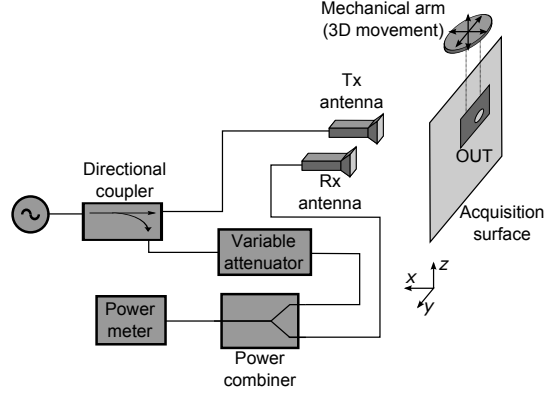 Mechanical arm
(3D movement)
Tx
antenna
OUT
Directional
coupler
Rx
antenna
Acquisition
surface
~
Variable
attenuator
z
x
y
Power
meter
Power
combiner